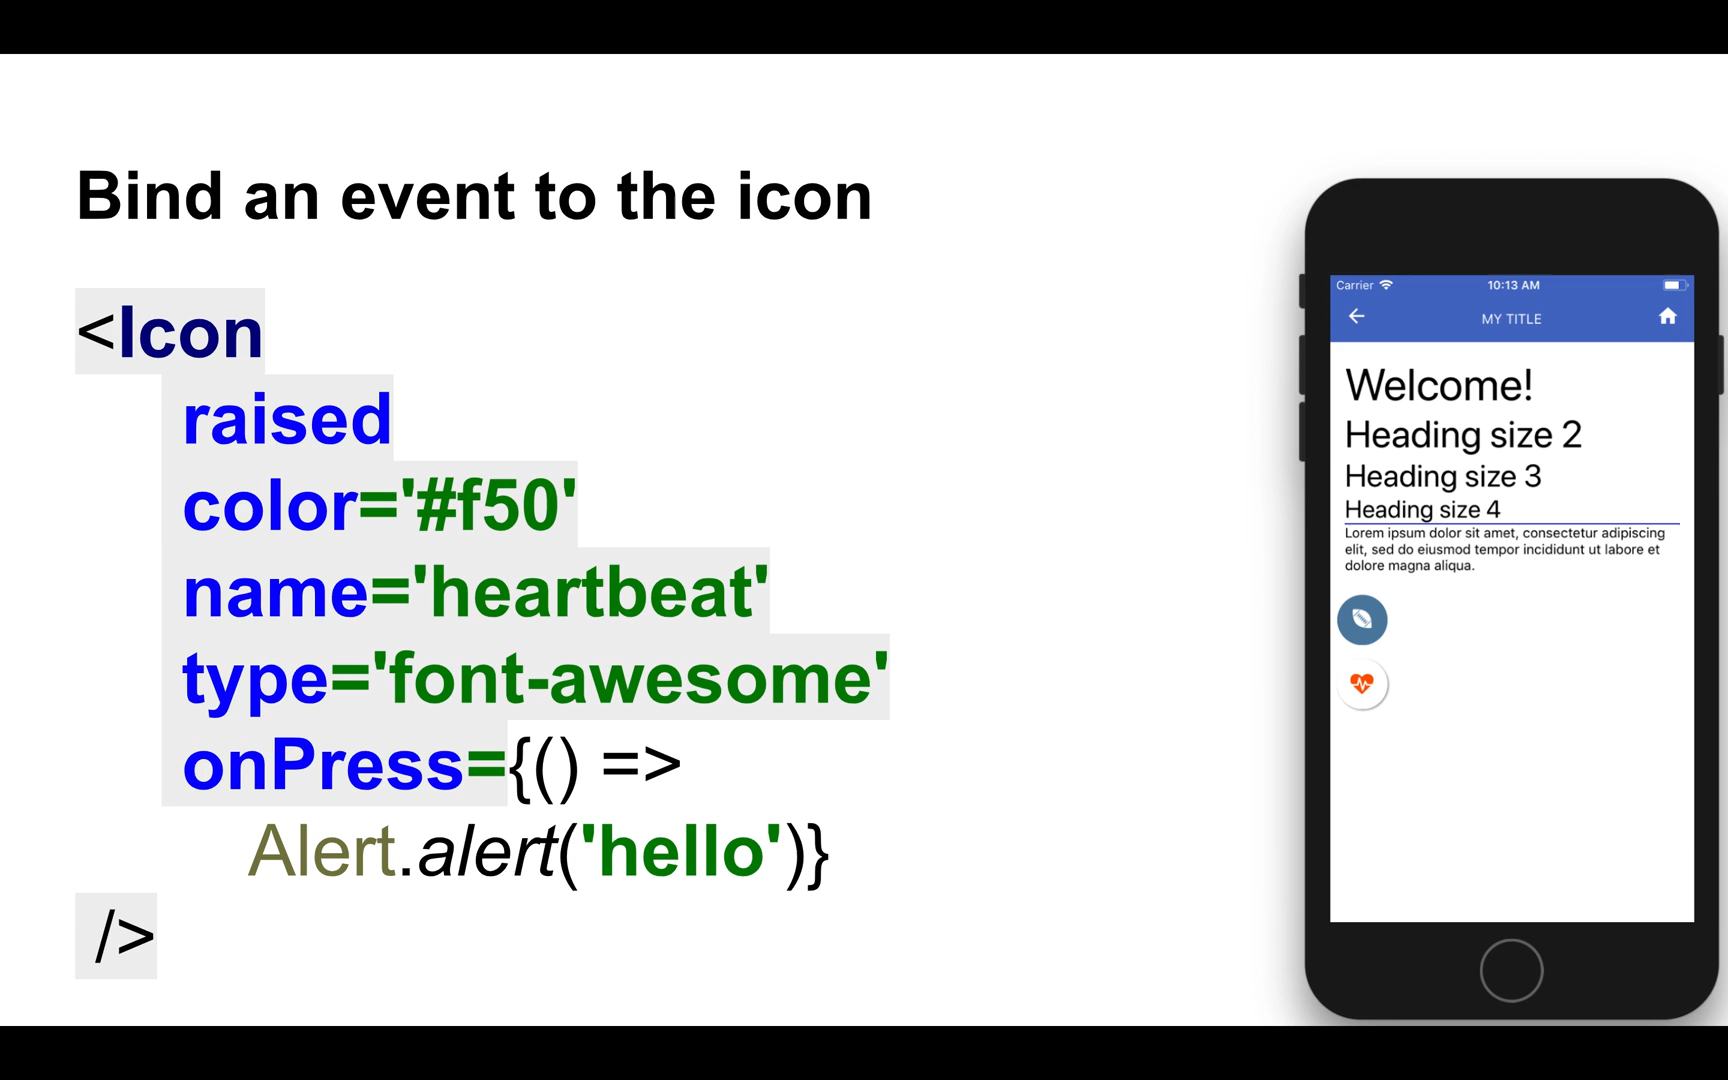 Bind an event to the icon
<Icon
raised
color='#f50'
name='heartbeat'
type='font-awesome'
onPress={() =>
Alert.alert('hello')}
/>
Carrier 10:13 AM
MY TITLE
Welcome!
Heading size 2
Heading size 3
Heading size 4
Lorem ipsum dolor sit amet, consectetur adipiscing
elit, sed do eiusmod tempor incididunt ut labore et
dolore magna aliqua.